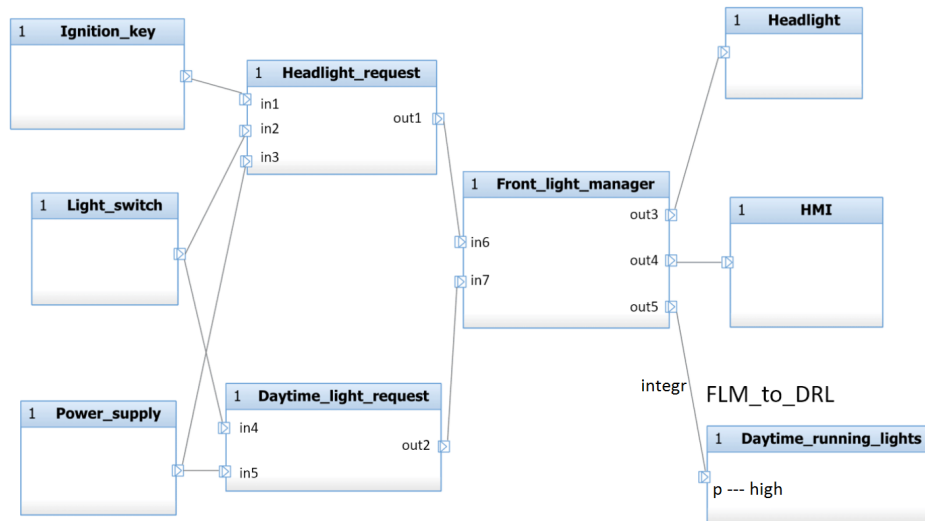 1 Ignition_key
1 Headlight_request
in1
in2
in3
out1
1 Light_switch
1 Power_supply
1 Daytime_light_request
in4
in5
out2
1 Front_light_manager
in6
in7
out3
out4
out5
1 Headlight
1 HMI
integr
FLM_to_DRL
1 Daytime_running_lights
p --- high